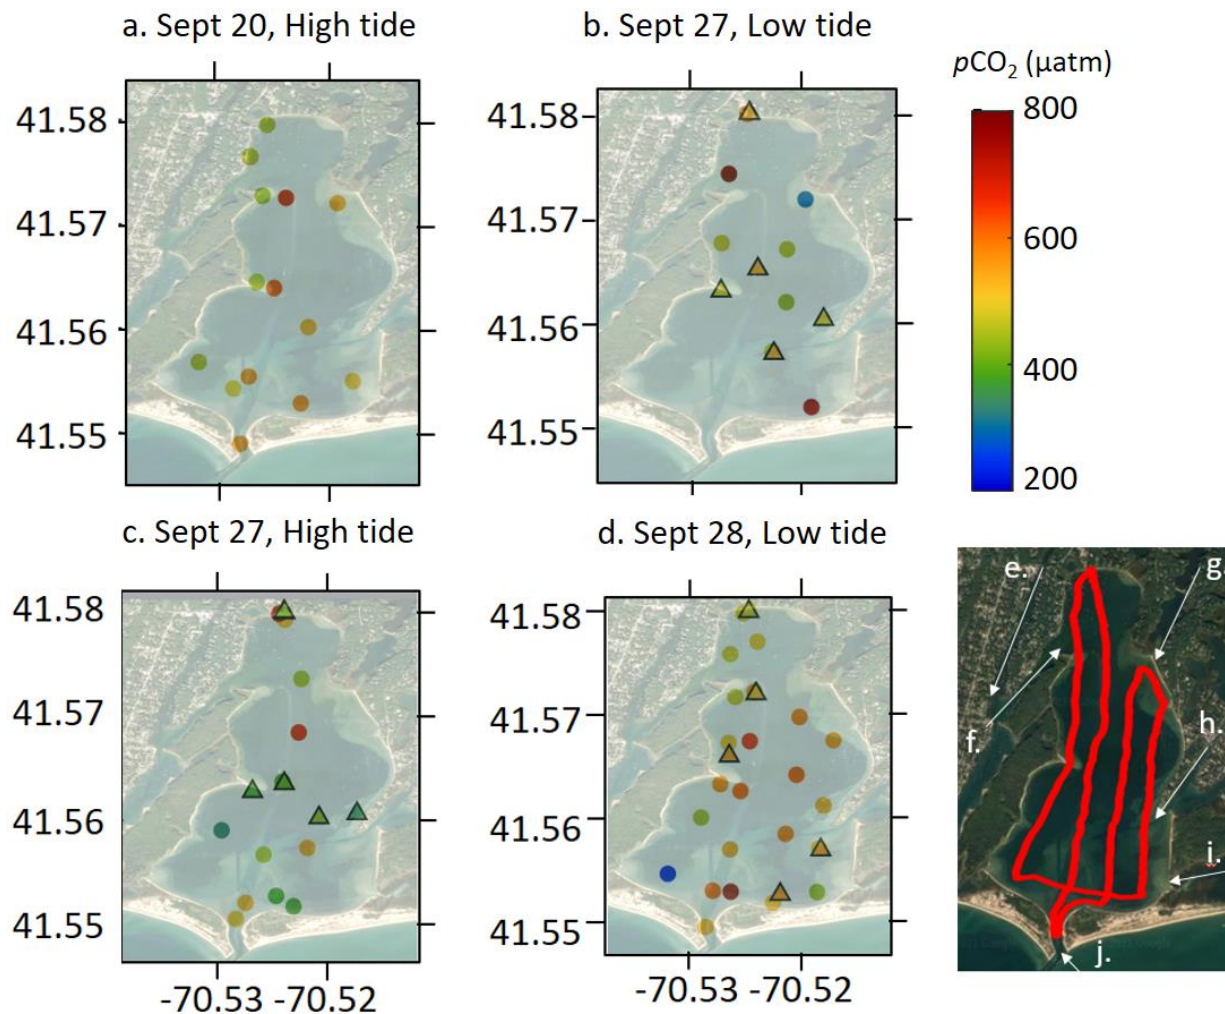 a. Sept 20, High tide
b. Sept 27, Low tide
pCO₂ (µatm)
800
600
400
200
41.58
41.57
41.56
41.55
41.58
41.57
41.56
41.55
c. Sept 27, High tide
d. Sept 28, Low tide
41.58
41.57
41.56
41.55
-70.53 -70.52
41.58
41.57
41.56
41.55
-70.53 -70.52
e.
g.
f.
h.
i.
j.